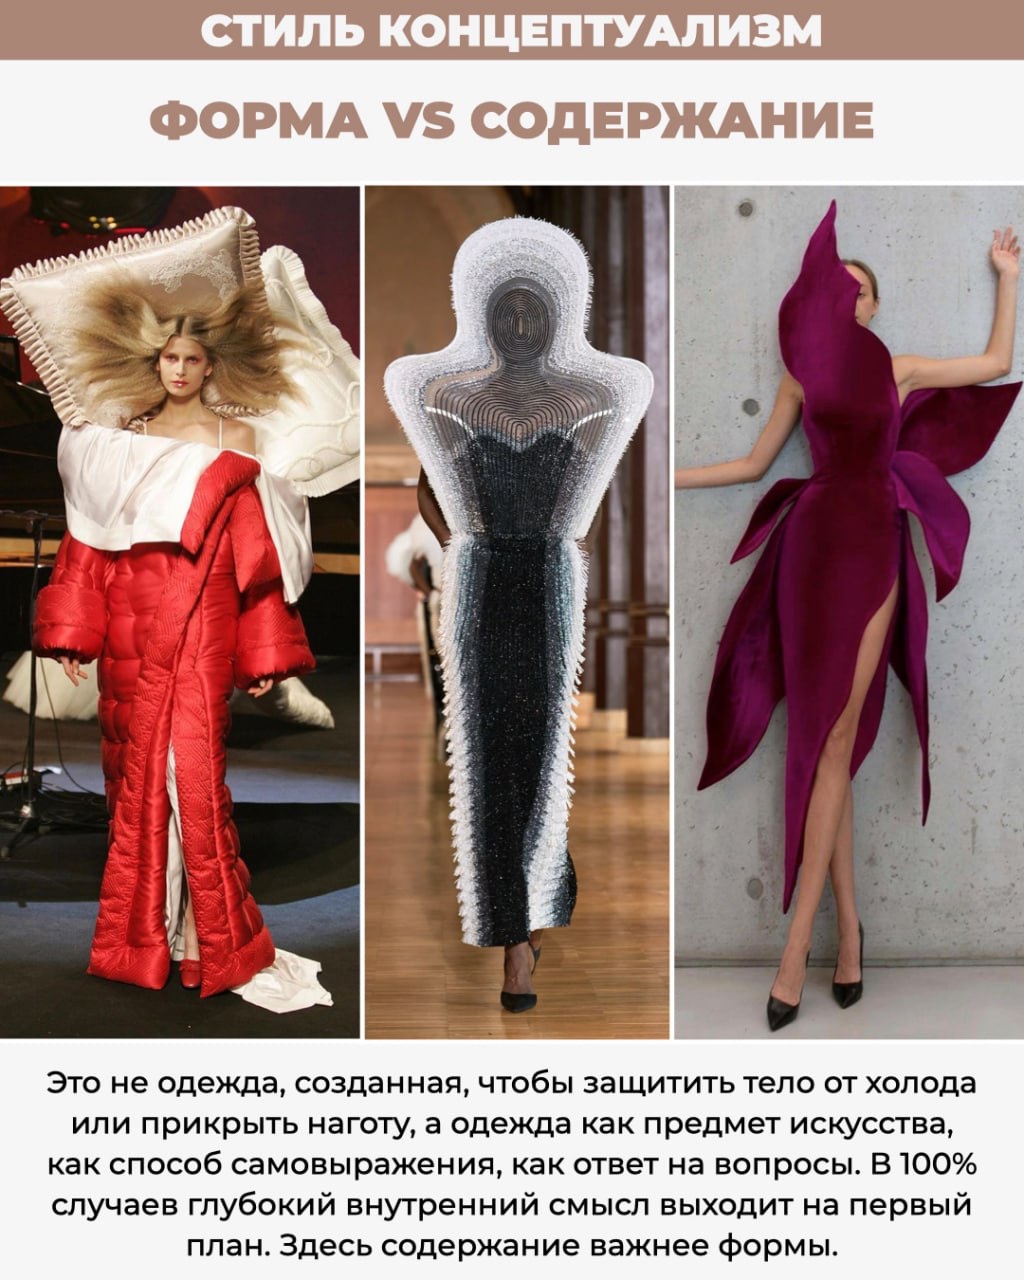 СТИЛЬ КОНЦЕПТУАЛИЗМ
ФОРМА VS СОДЕРЖАНИЕ
Это не одежда, созданная, чтобы защитить тело от холода
или прикрыть наготу, а одежда как предмет искусства,
как способ самовыражения, как ответ на вопросы. В 100%
случаев глубокий внутренний смысл выходит на первый
план. Здесь содержание важнее формы.